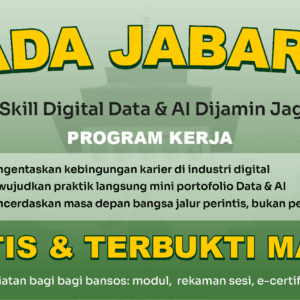 ADA JABAR
Skill Digital Data & AI Dijamin Jag
PROGRAM KERJA
ngentaskan kebingungan karier di industri digital
wujudkan praktik langsung mini portofolio Data & AI
ncerdaskan masa depan bangsa jalur perintis, bukan pe
TIS & TERBUKTI MA
iatan bagi bagi bansos: modul, rekaman sesi, e-certif